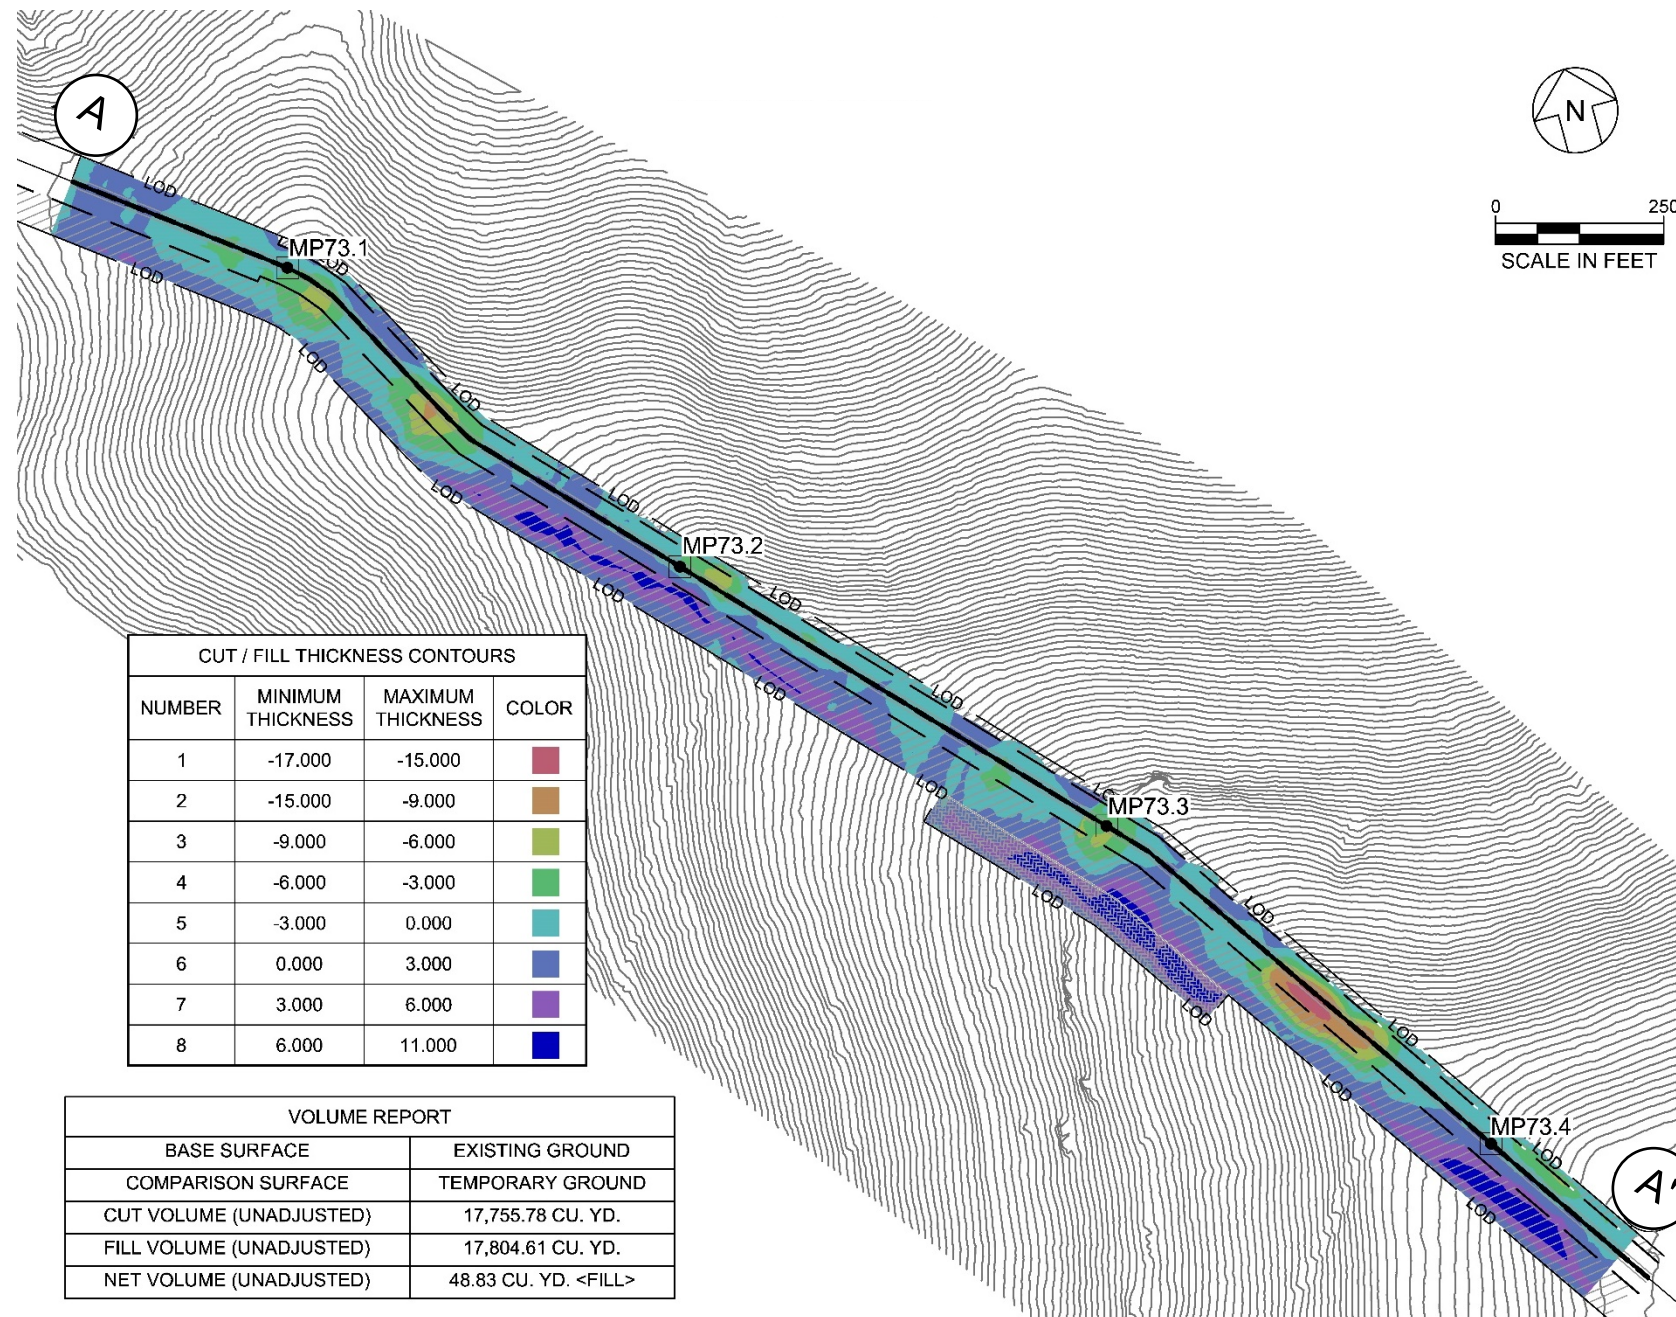 A
N
0 250
SCALE IN FEET
LOD
LOD
MP73.1
LOD
LOD
LOD
LOD
LOD
MP73.2
LOD
LOD
LOD
LOD
LOD
MP73.3
LOD
LOD
LOD
LOD
LOD
MP73.4
LOD
LOD
A'
CUT / FILL THICKNESS CONTOURS
NUMBER MINIMUM THICKNESS MAXIMUM THICKNESS COLOR
1 -17.000 -15.000
2 -15.000 -9.000
3 -9.000 -6.000
4 -6.000 -3.000
5 -3.000 0.000
6 0.000 3.000
7 3.000 6.000
8 6.000 11.000
VOLUME REPORT
BASE SURFACE EXISTING GROUND
COMPARISON SURFACE TEMPORARY GROUND
CUT VOLUME (UNADJUSTED) 17,755.78 CU. YD.
FILL VOLUME (UNADJUSTED) 17,804.61 CU. YD.
NET VOLUME (UNADJUSTED) 48.83 CU. YD. <FILL>